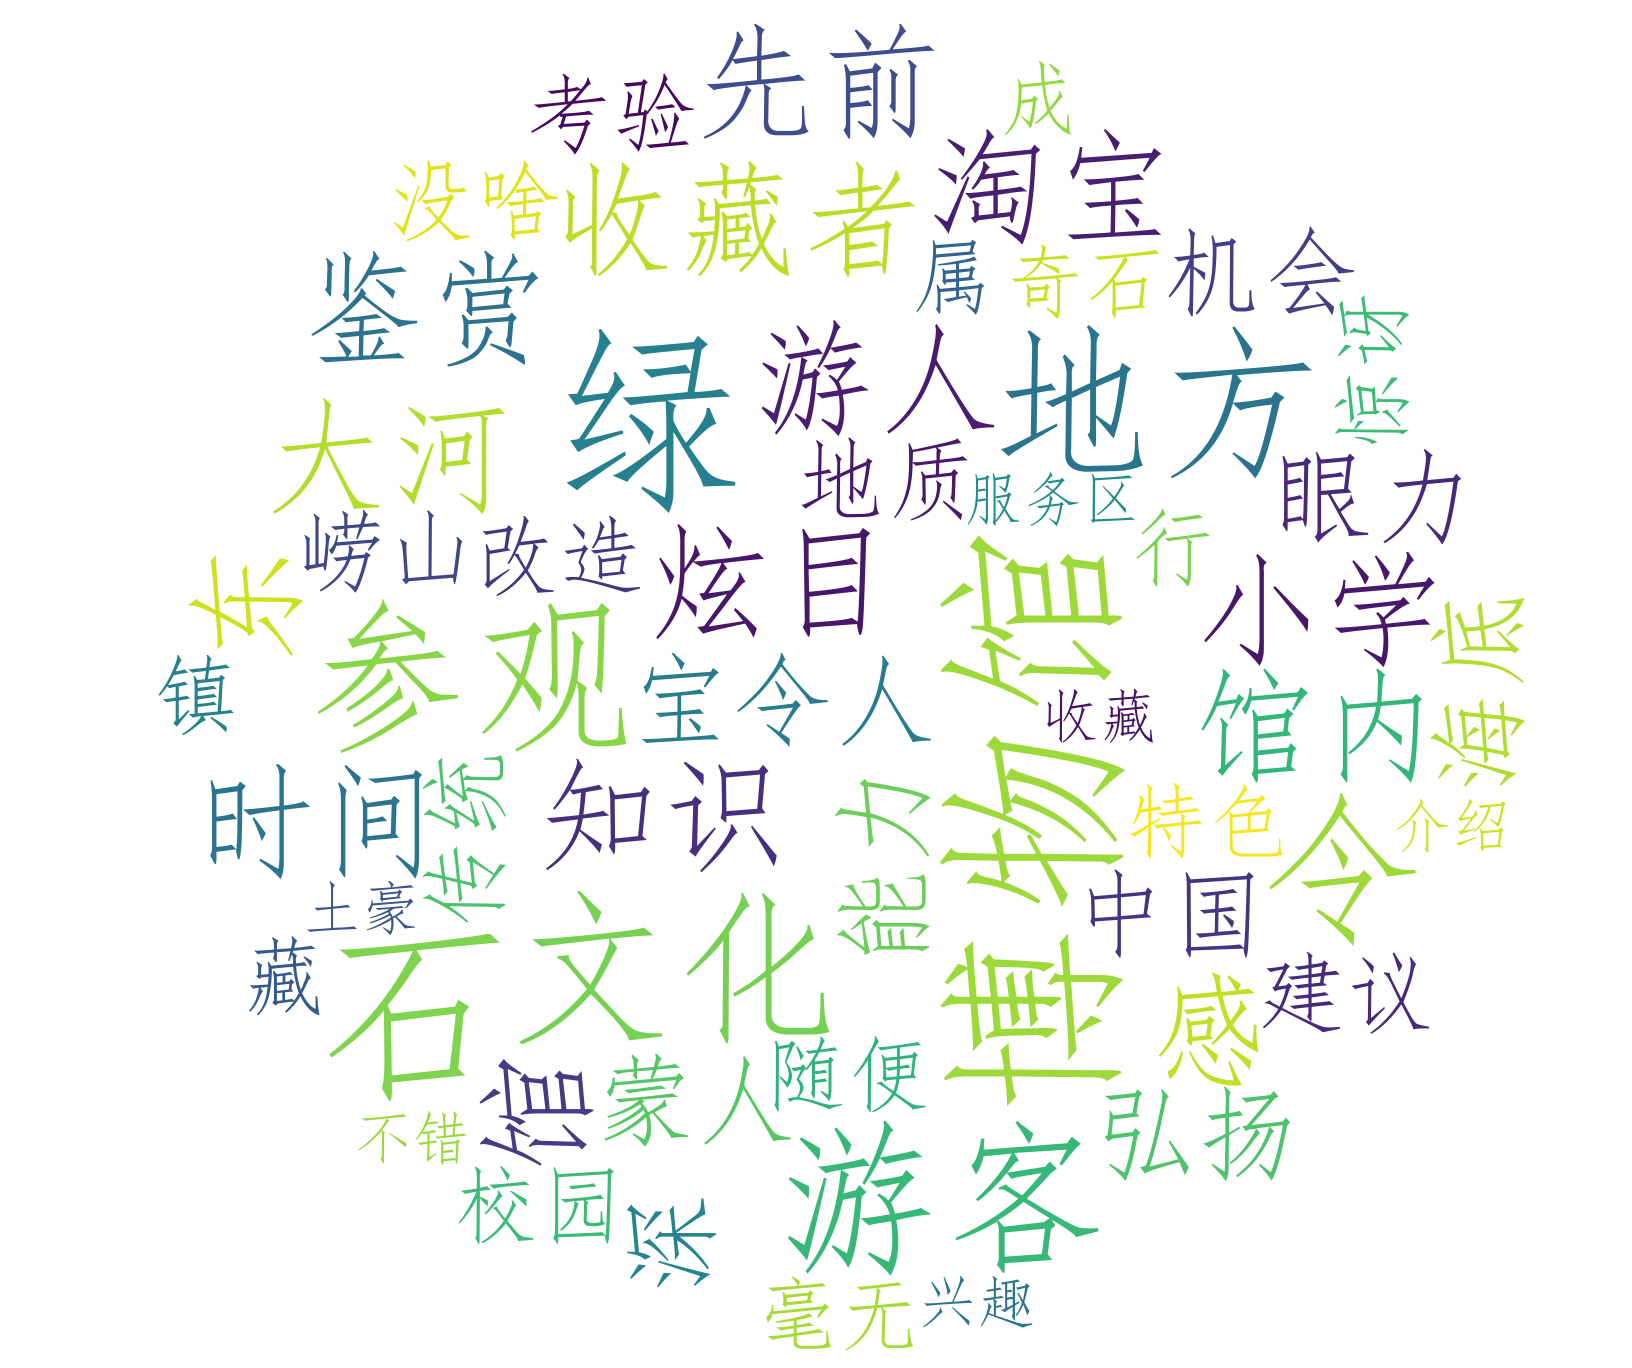 先前
考验
成
没啥
收藏者
淘宝
鉴赏
属
奇石
机会
惊讶
绿
游人
地方
大河
地质
服务区
眼力
崂山改造
炫目
行
小学
东
参观
博物馆
海底
镇
宝令人
收藏
馆内
时间
传统
知识
能力
特色
令
介绍
土豪
中国
藏
石文化
感
建议
馆
蒙人
随便
弘扬
不错
校园
深
游客
毫无
兴趣